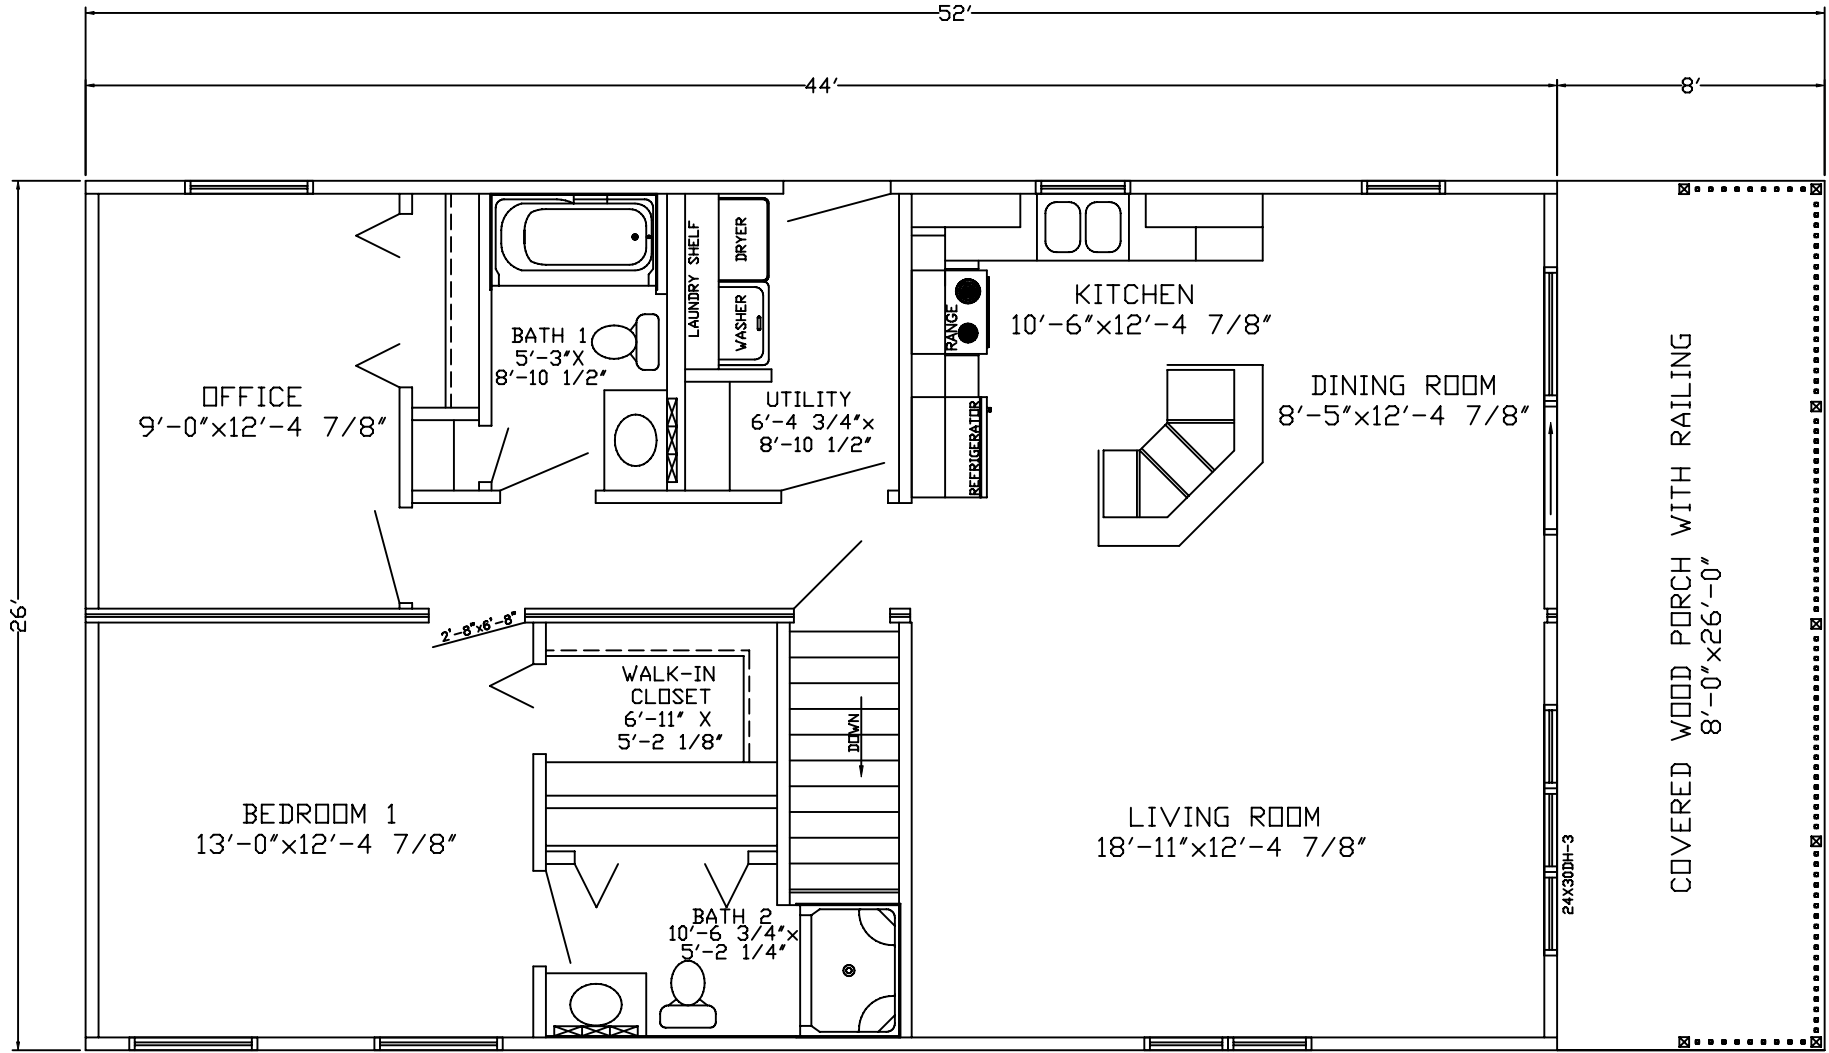 52'
44'
8'
26'
OFFICE
9'-0"x12'-4 7/8"
BATH 1
5'-3"X
8'-10 1/2"
LAUNDRY SHELF
DRYER
WASHER
UTILITY
6'-4 3/4"x
8'-10 1/2"
RANGE
REFRIGERATOR
KITCHEN
10'-6"x12'-4 7/8"
DINING ROOM
8'-5"x12'-4 7/8"
COVERED WOOD PORCH WITH RAILING
8'-0"x26'-0"
2'-8"x6'-8"
WALK-IN
CLOSET
6'-11" X
5'-2 1/8"
DOWN
BEDROOM 1
13'-0"x12'-4 7/8"
LIVING ROOM
18'-11"x12'-4 7/8"
24X30DH-3
BATH 2
10'-6 3/4"x
5'-2 1/4"